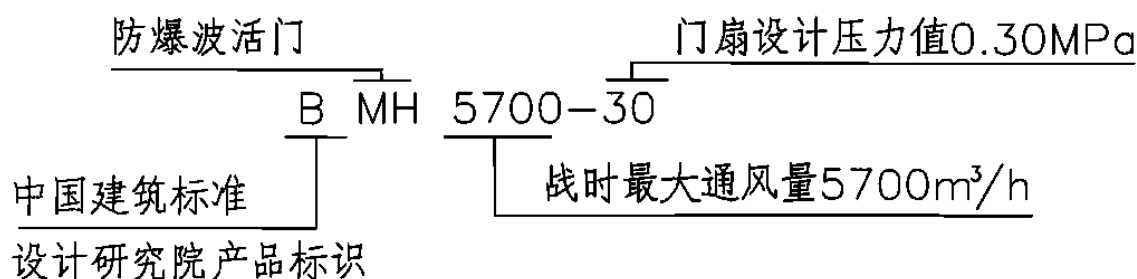 防爆波活门
门扇设计压力值0.30MPa
B MH 5700-30
中国建筑标准
设计研究院产品标识
战时最大通风量5700m³/h